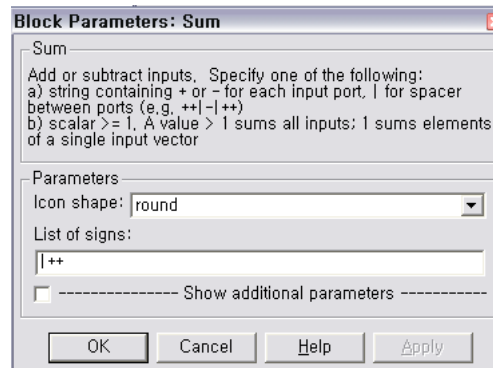 Block Parameters: Sum
Sum
Add or subtract inputs. Specify one of the following:
a) string containing + or - for each input port, | for spacer
between ports (e.g. ++|-|++)
b) scalar >= 1. A value > 1 sums all inputs; 1 sums elements
of a single input vector
Parameters
Icon shape: round
List of signs:
|++
--------------- Show additional parameters -----------
OK Cancel Help Apply